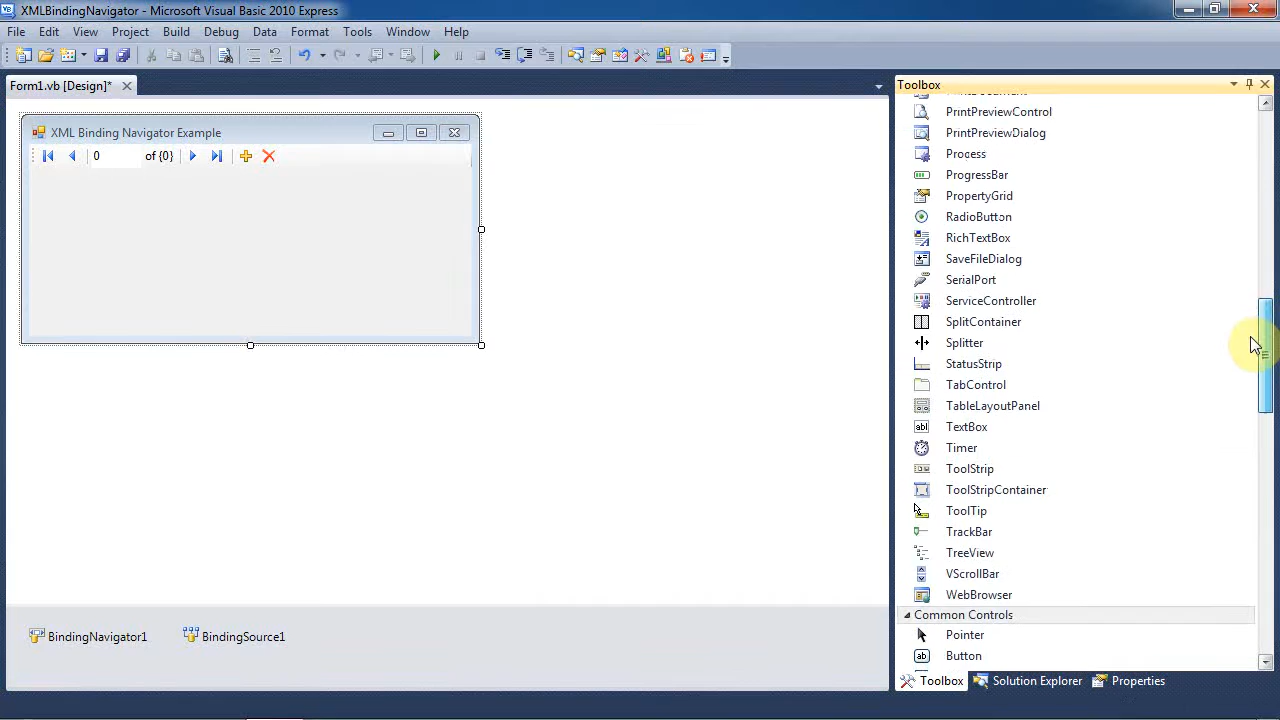 XMLBindingNavigator - Microsoft Visual Basic 2010 Express
File Edit View Project Build Debug Data Format Tools Window Help
Form1.vb [Design]*
XML Binding Navigator Example
0 of {0}
BindingNavigator1 BindingSource1
Toolbox
PrintDocument
PrintPreviewControl
PrintPreviewDialog
Process
ProgressBar
PropertyGrid
RadioButton
RichTextBox
SaveFileDialog
SerialPort
ServiceController
SplitContainer
Splitter
StatusStrip
TabControl
TableLayoutPanel
TextBox
Timer
ToolStrip
ToolStripContainer
ToolTip
TrackBar
TreeView
VScrollBar
WebBrowser
Common Controls
Pointer
Button
Toolbox Solution Explorer Properties